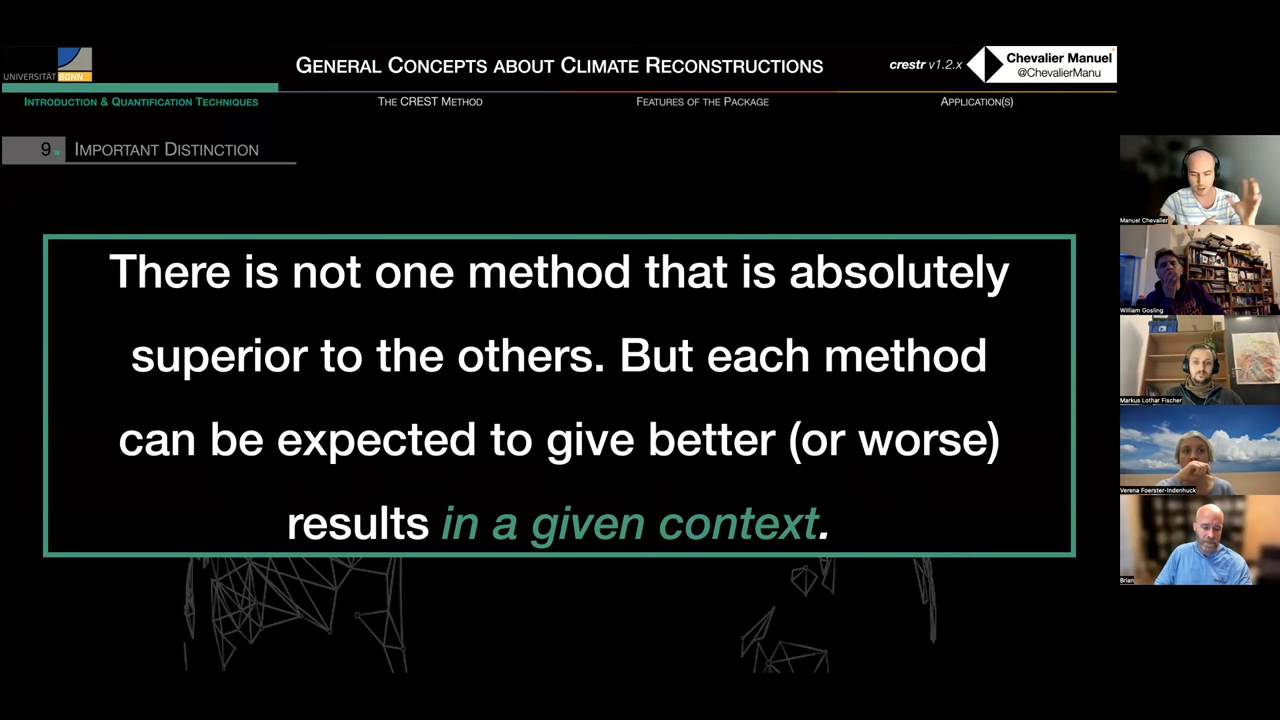 UNIVERSITÄT BONN
GENERAL CONCEPTS ABOUT CLIMATE RECONSTRUCTIONS
crestr v1.2.x
Chevalier Manuel
@ChevalierManu
INTRODUCTION & QUANTIFICATION TECHNIQUES
THE CREST METHOD
FEATURES OF THE PACKAGE
APPLICATION(S)
9. IMPORTANT DISTINCTION
There is not one method that is absolutely
superior to the others. But each method
can be expected to give better (or worse)
results in a given context.
Manuel Chevalier
William Gosling
Markus Lothar Fischer
Verena Foerster-Indenhuck
Brian